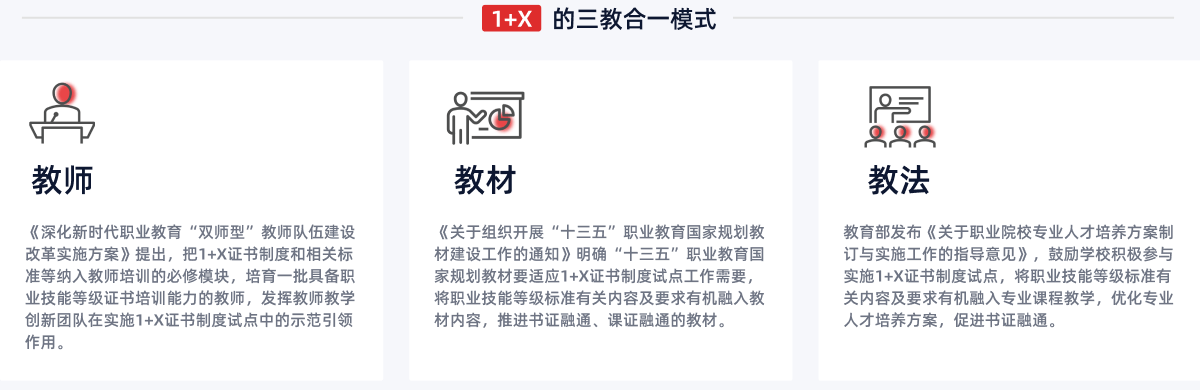 1+X 的三教合一模式
教师
《深化新时代职业教育“双师型”教师队伍建设
改革实施方案》提出，把1+X证书制度和相关标
准等纳入教师培训的必修模块，培育一批具备职
业技能等级证书培训能力的教师，发挥教师教学
创新团队在实施1+X证书制度试点中的示范引领
作用。
教材
《关于组织开展“十三五”职业教育国家规划教
材建设工作的通知》明确“十三五”职业教育国
家规划教材要适应1+X证书制度试点工作需要，
将职业技能等级标准有关内容及要求有机融入教
材内容，推进书证融通、课证融通的教材。
教法
教育部发布《关于职业院校专业人才培养方案制
订与实施工作的指导意见》，鼓励学校积极参与
实施1+X证书制度试点，将职业技能等级标准有
关内容及要求有机融入专业课程教学，优化专业
人才培养方案，促进书证融通。